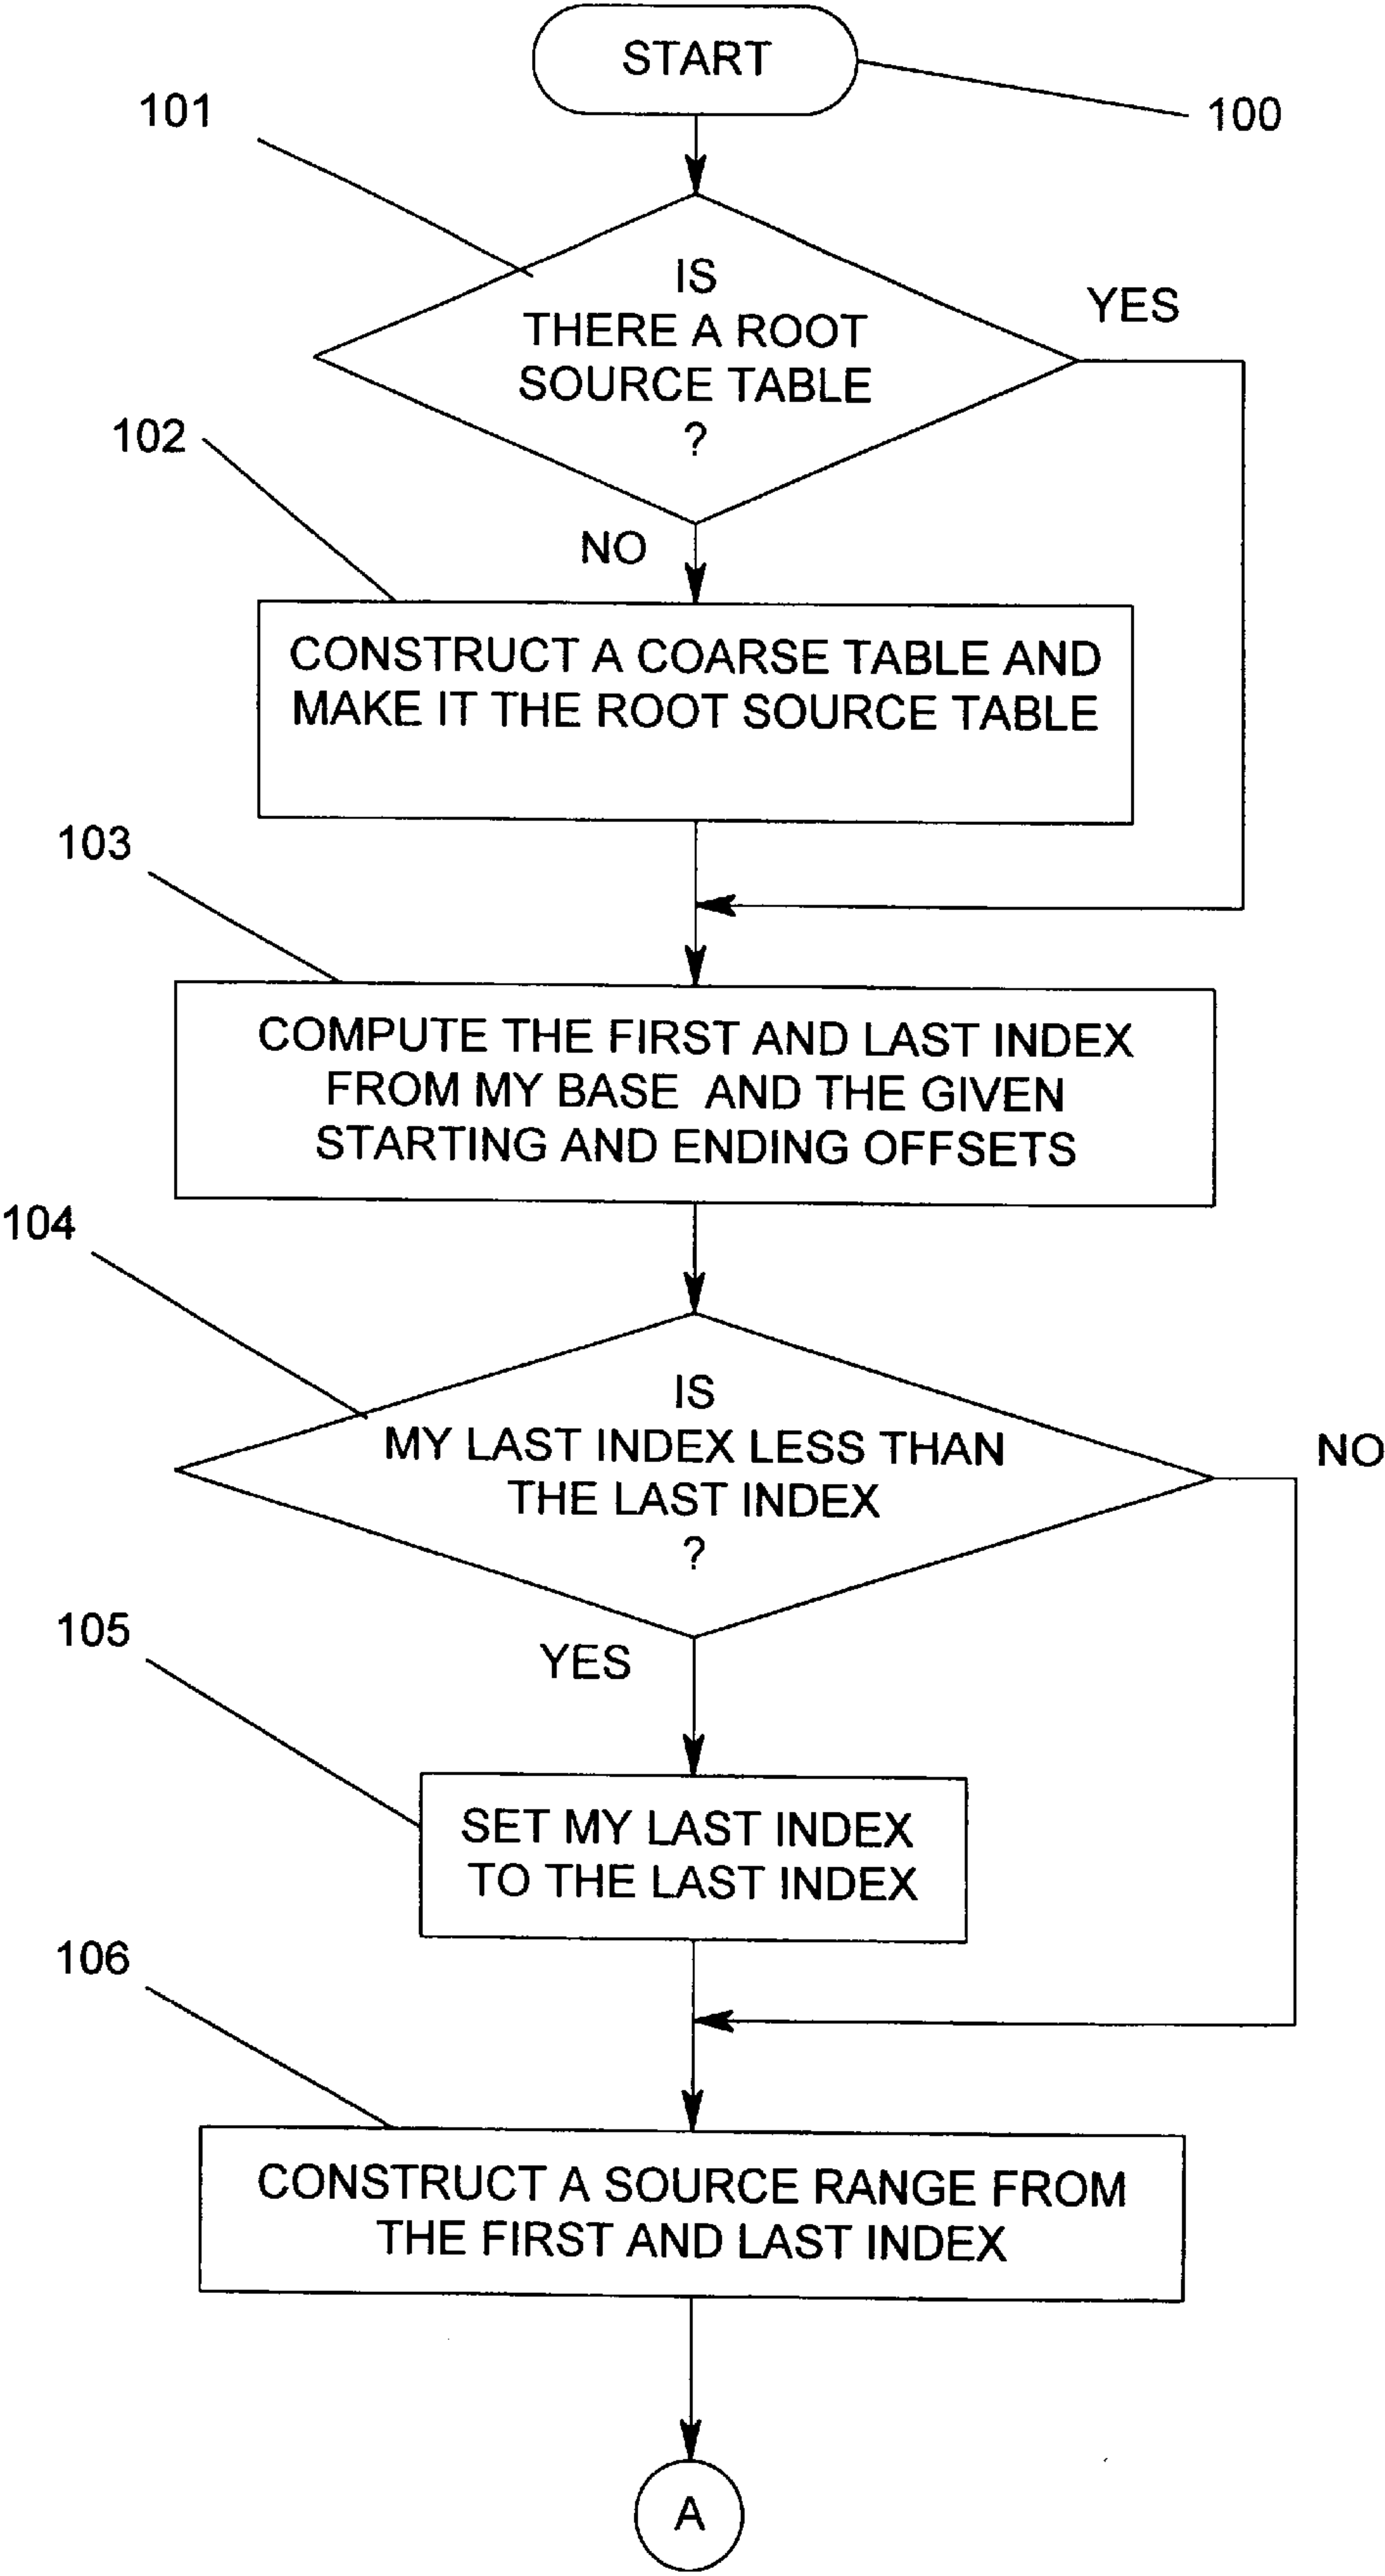 START
100
101
IS
THERE A ROOT
SOURCE TABLE
?
YES
NO
102
CONSTRUCT A COARSE TABLE AND
MAKE IT THE ROOT SOURCE TABLE
103
COMPUTE THE FIRST AND LAST INDEX
FROM MY BASE AND THE GIVEN
STARTING AND ENDING OFFSETS
104
IS
MY LAST INDEX LESS THAN
THE LAST INDEX
?
NO
YES
105
SET MY LAST INDEX
TO THE LAST INDEX
106
CONSTRUCT A SOURCE RANGE FROM
THE FIRST AND LAST INDEX
A